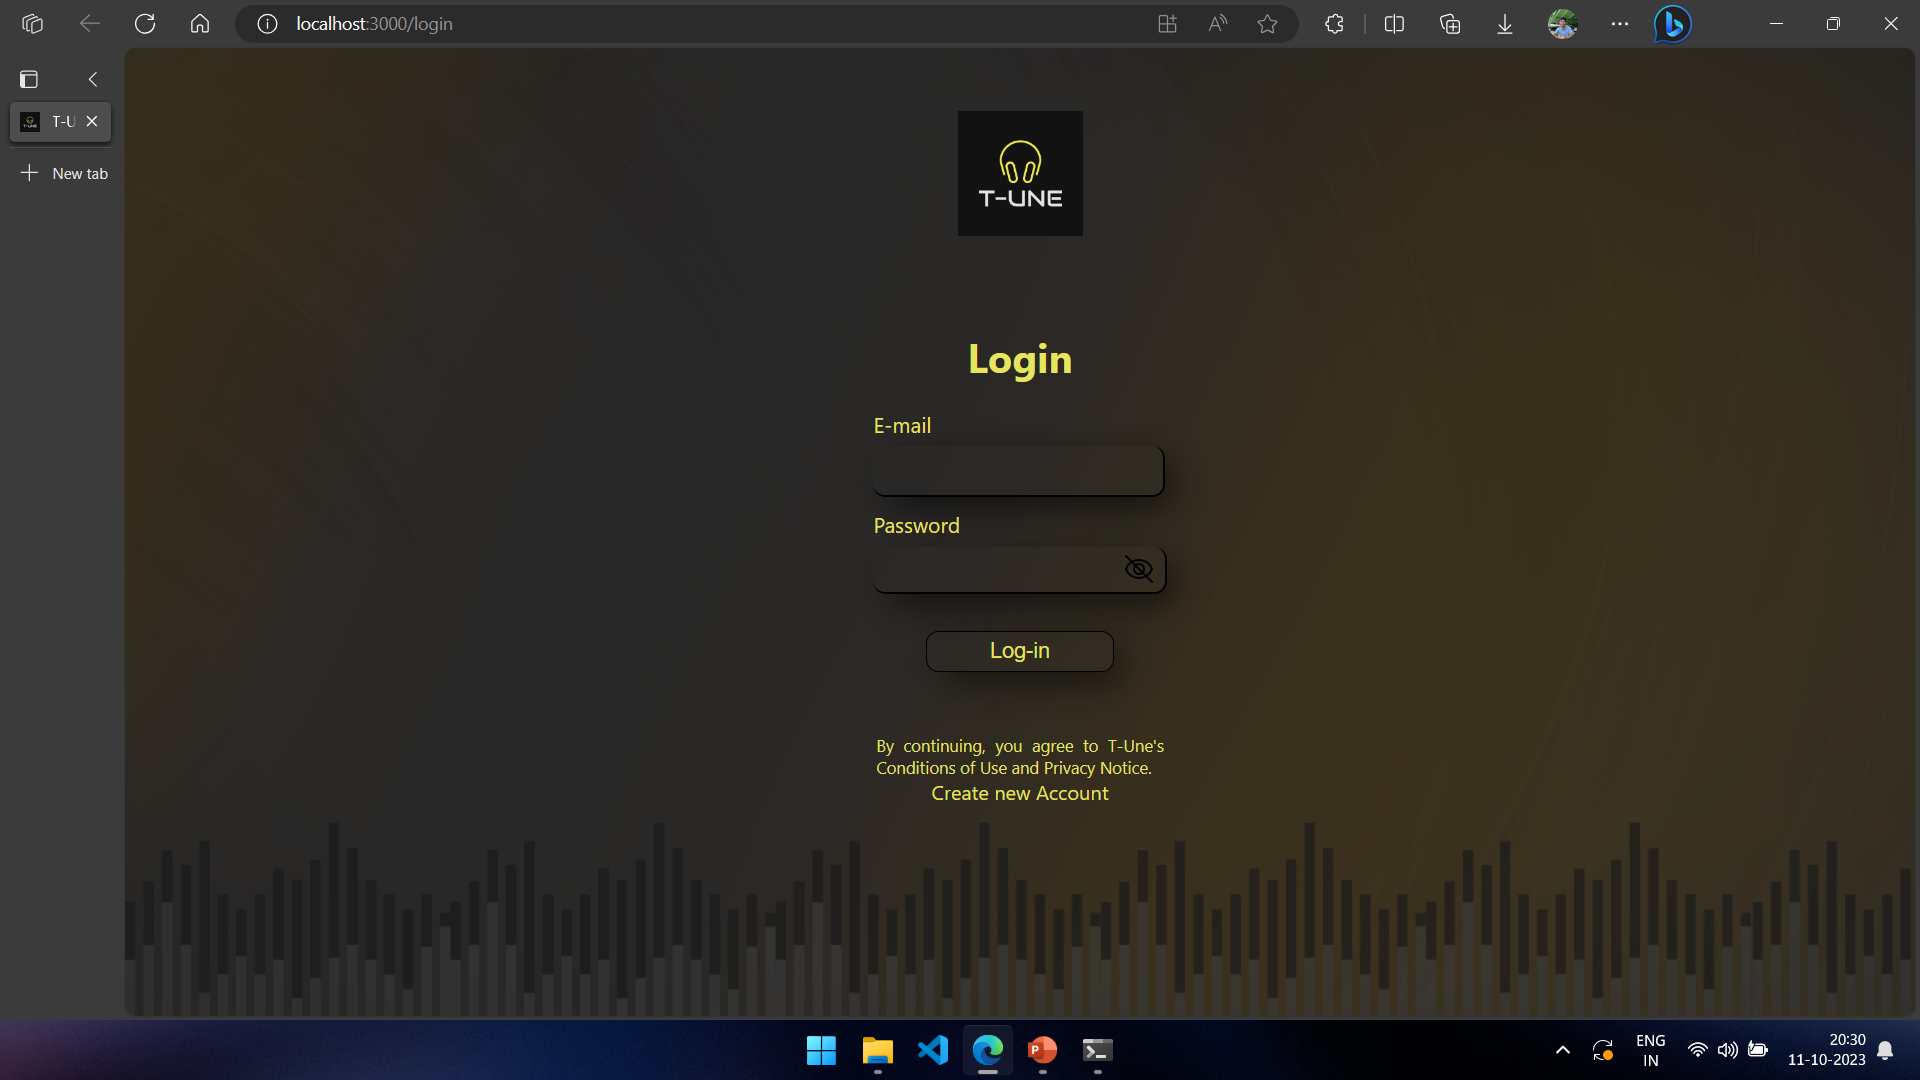 localhost:3000/login
T-U
New tab
T-UNE
Login
E-mail
Password
Log-in
By continuing, you agree to T-Une's
Conditions of Use and Privacy Notice.
Create new Account
ENG
IN
20:30
11-10-2023